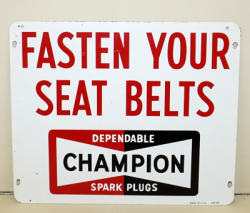 FASTEN YOUR
SEAT BELTS
DEPENDABLE
CHAMPION
SPARK PLUGS